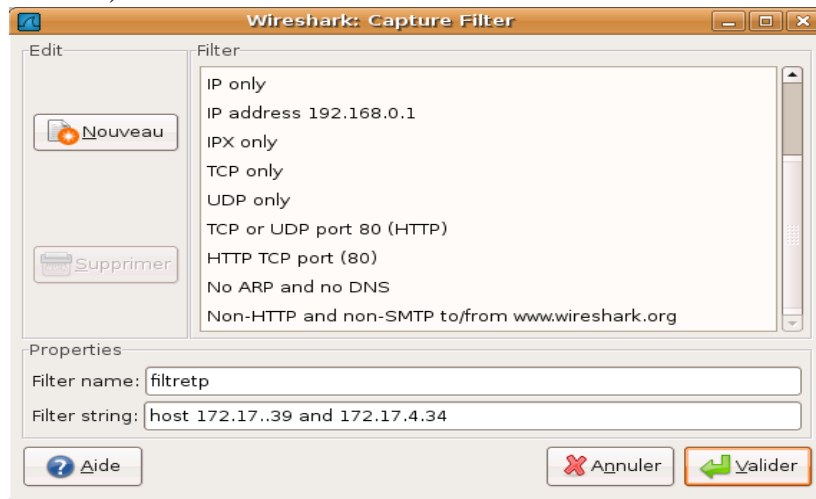 Wireshark: Capture Filter
Edit
Filter
Nouveau
Supprimer
IP only
IP address 192.168.0.1
IPX only
TCP only
UDP only
TCP or UDP port 80 (HTTP)
HTTP TCP port (80)
No ARP and no DNS
Non-HTTP and non-SMTP to/from www.wireshark.org
Properties
Filter name: filtretp
Filter string: host 172.17..39 and 172.17.4.34
Aide
Annuler
Valider